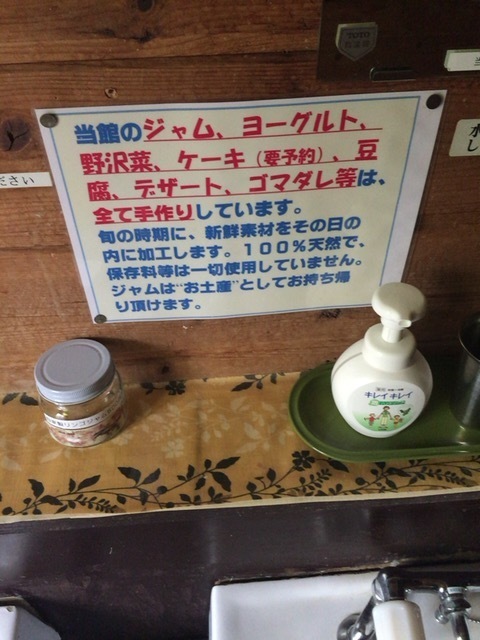 TOTO
当館のジャム、ヨーグルト、
野沢菜、ケーキ（要予約）、豆
腐、デザート、ゴマダレ等は、
全て手作りしています。
旬の時期に、新鮮素材をその日の
内に加工します。１００％天然で、
保存料等は一切使用していません。
ジャムは“お土産”としてお持ち帰
り頂けます。
ださい
キレイキレイ